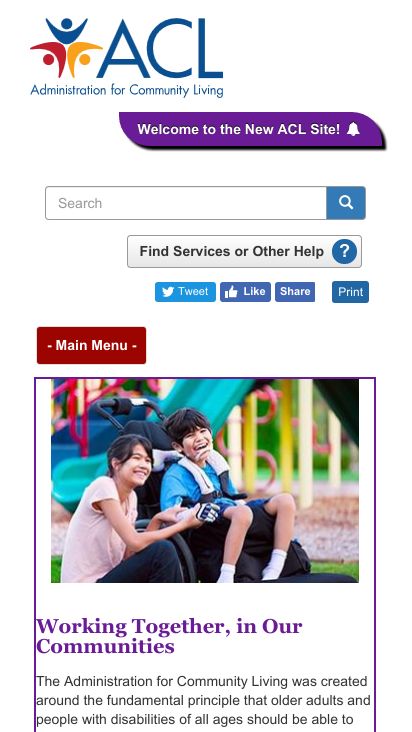 ACL
Administration for Community Living
Welcome to the New ACL Site!
Search
Find Services or Other Help ?
Tweet Like Share Print
- Main Menu -
Working Together, in Our
Communities
The Administration for Community Living was created
around the fundamental principle that older adults and
people with disabilities of all ages should be able to